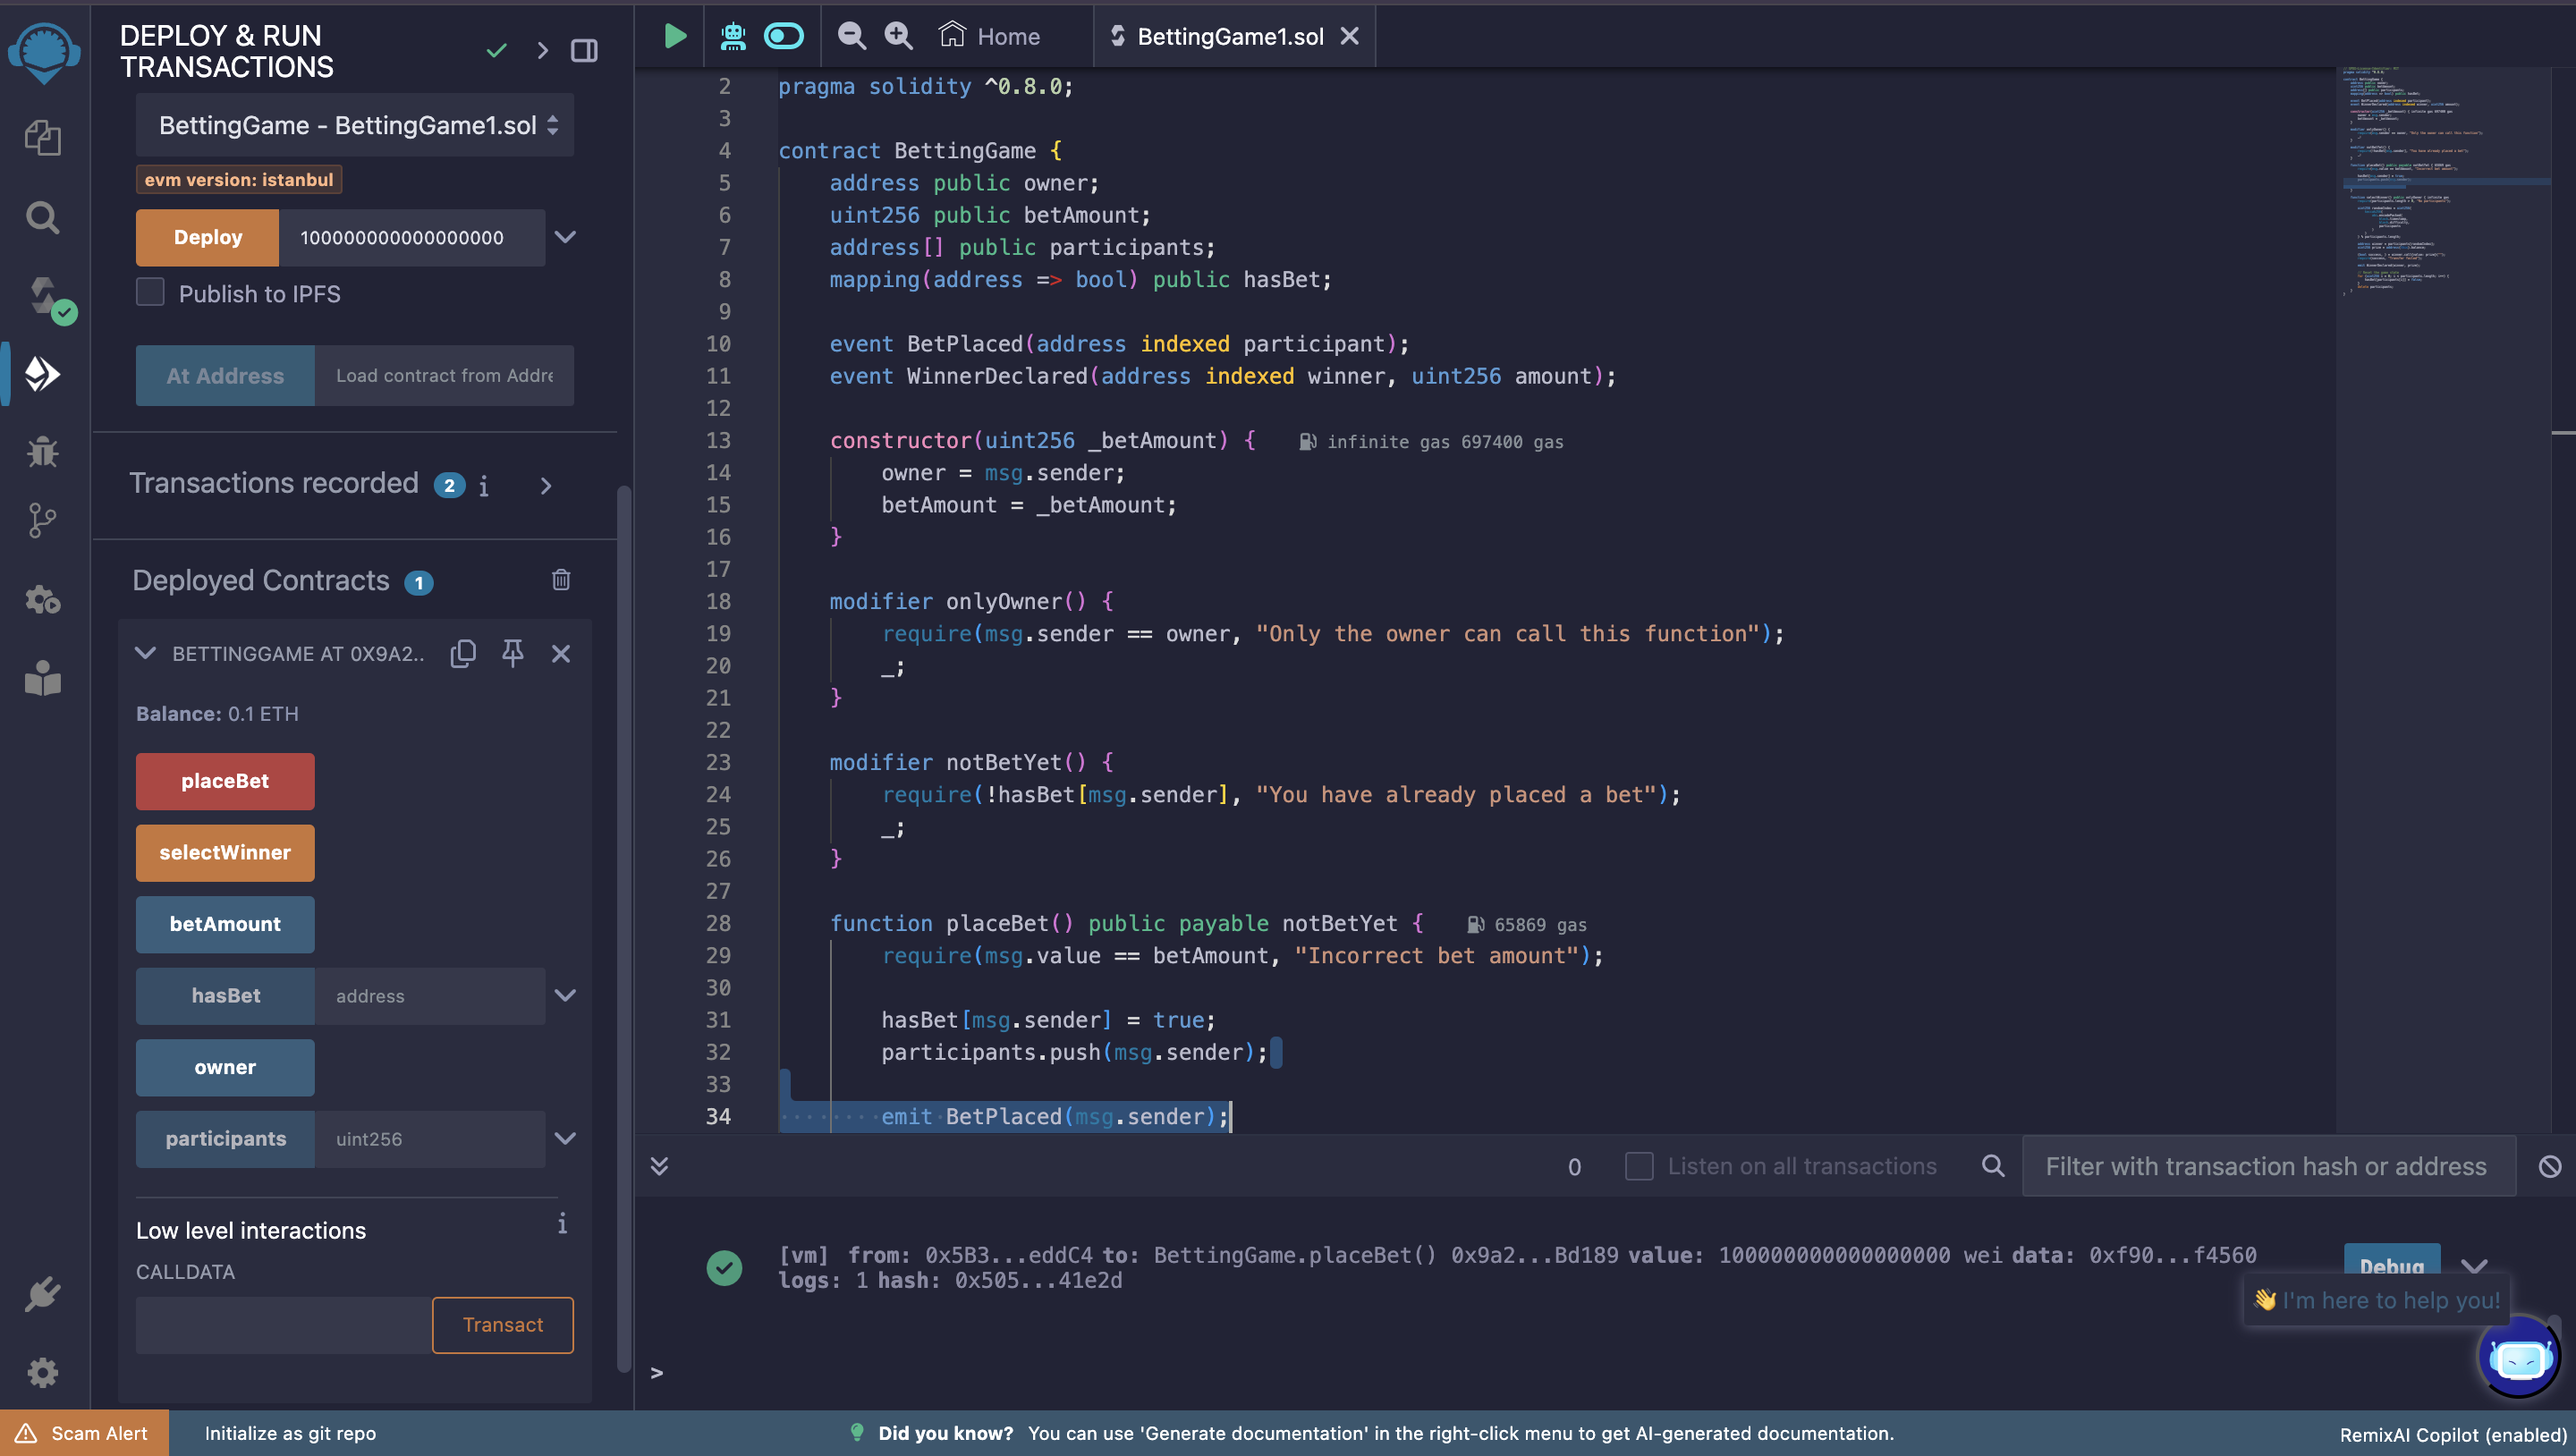 DEPLOY & RUN
TRANSACTIONS
BettingGame - BettingGame1.sol
evm version: istanbul
Deploy
100000000000000000
Publish to IPFS
At Address
Load contract from Addre
Transactions recorded 2 i
Deployed Contracts 1
BETTINGGAME AT 0X9A2..
Balance: 0.1 ETH
placeBet
selectWinner
betAmount
hasBet address
owner
participants uint256
Low level interactions i
CALLDATA
Transact
Home
BettingGame1.sol
2 pragma solidity ^0.8.0;
3
4 contract BettingGame {
5 address public owner;
6 uint256 public betAmount;
7 address[] public participants;
8 mapping(address => bool) public hasBet;
9
10 event BetPlaced(address indexed participant);
11 event WinnerDeclared(address indexed winner, uint256 amount);
12
13 constructor(uint256 _betAmount) { infinite gas 697400 gas
14 owner = msg.sender;
15 betAmount = _betAmount;
16 }
17
18 modifier onlyOwner() {
19 require(msg.sender == owner, "Only the owner can call this function");
20 _;
21 }
22
23 modifier notBetYet() {
24 require(!hasBet[msg.sender], "You have already placed a bet");
25 _;
26 }
27
28 function placeBet() public payable notBetYet { 65869 gas
29 require(msg.value == betAmount, "Incorrect bet amount");
30
31 hasBet[msg.sender] = true;
32 participants.push(msg.sender);
33
34 emit BetPlaced(msg.sender);
0 Listen on all transactions Filter with transaction hash or address
[vm] from: 0x5B3...eddC4 to: BettingGame.placeBet() 0x9a2...Bd189 value: 100000000000000000 wei data: 0xf90...f4560
logs: 1 hash: 0x505...41e2d
Debug
👋 I'm here to help you!
>
Scam Alert
Initialize as git repo
Did you know? You can use 'Generate documentation' in the right-click menu to get AI-generated documentation.
RemixAI Copilot (enabled)